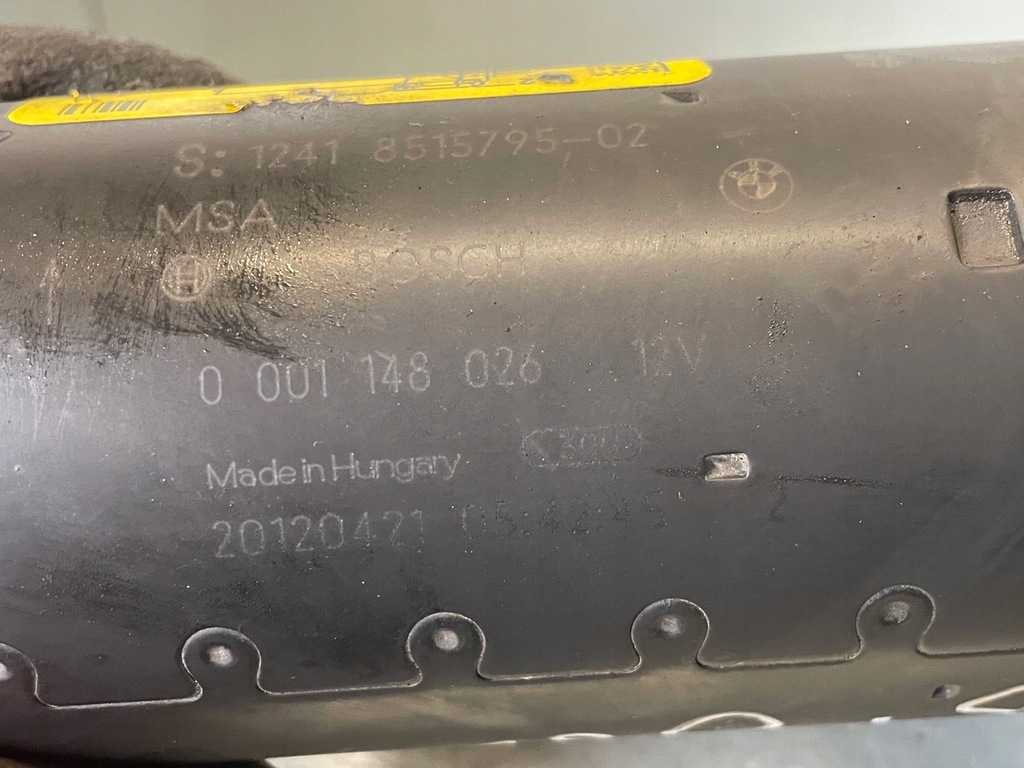 S: 1241 8515795-02
MSA
BOSCH
0 001 148 026 12V
Made in Hungary
20120421 05:42:45